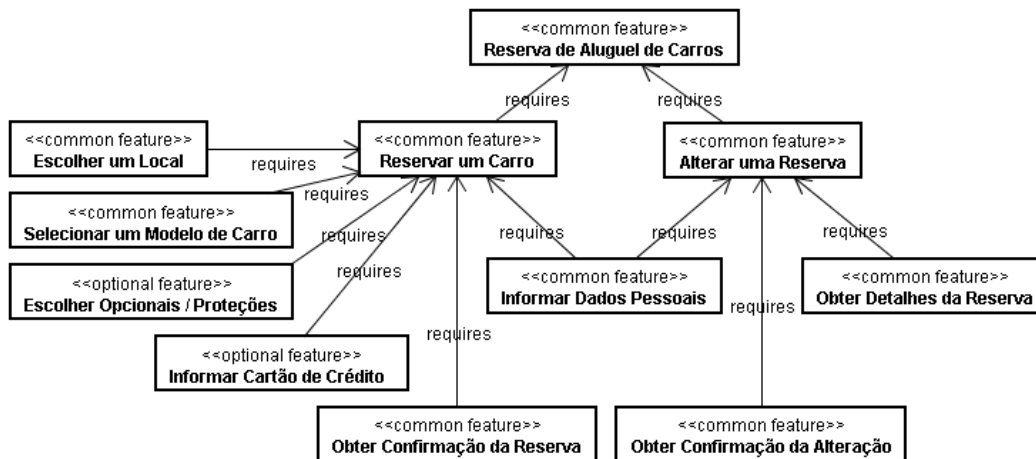 <<common feature>>
Reserva de Aluguel de Carros
requires
requires
<<common feature>>
Escolher um Local
requires
<<common feature>>
Reservar um Carro
<<common feature>>
Alterar uma Reserva
<<common feature>>
Selecionar um Modelo de Carro
requires
requires
requires
requires
requires
<<optional feature>>
Escolher Opcionais / Proteções
requires
<<common feature>>
Informar Dados Pessoais
<<common feature>>
Obter Detalhes da Reserva
requires
requires
<<optional feature>>
Informar Cartão de Crédito
<<common feature>>
Obter Confirmação da Reserva
<<common feature>>
Obter Confirmação da Alteração